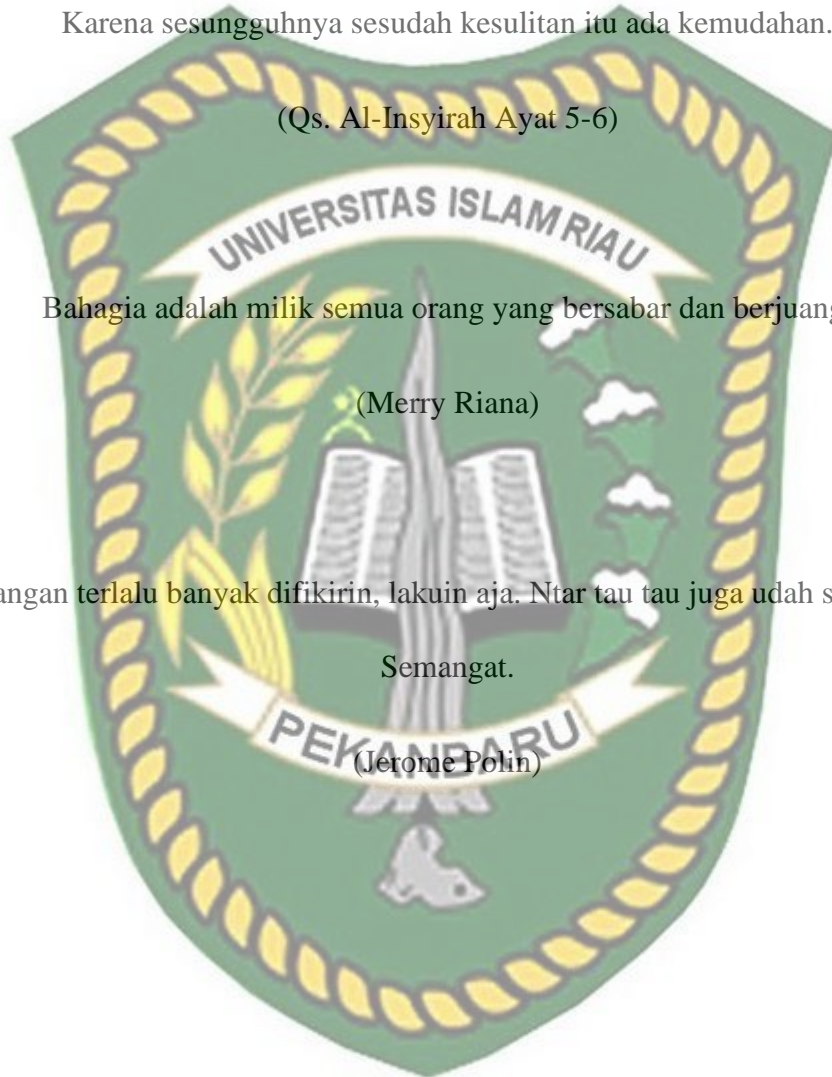 Karena sesungguhnya sesudah kesulitan itu ada kemudahan.
(Qs. Al-Insyirah Ayat 5-6)
UNIVERSITAS ISLAM RIAU
Bahagia adalah milik semua orang yang bersabar dan berjuang
(Merry Riana)
terlalu banyak difikirin, lakuin aja. Ntar tau tau juga udah
Semangat.
PEKANBARU
(Jerome Polin)